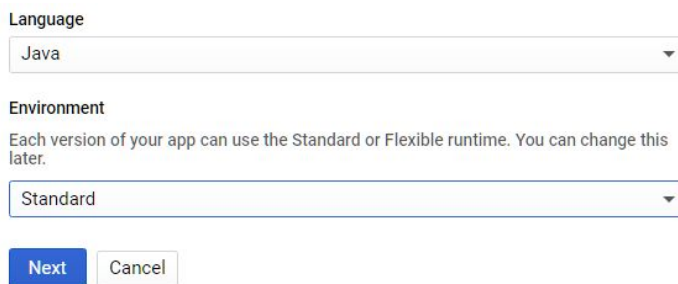 Language
Java
Environment
Each version of your app can use the Standard or Flexible runtime. You can change this
later.
Standard
Next Cancel